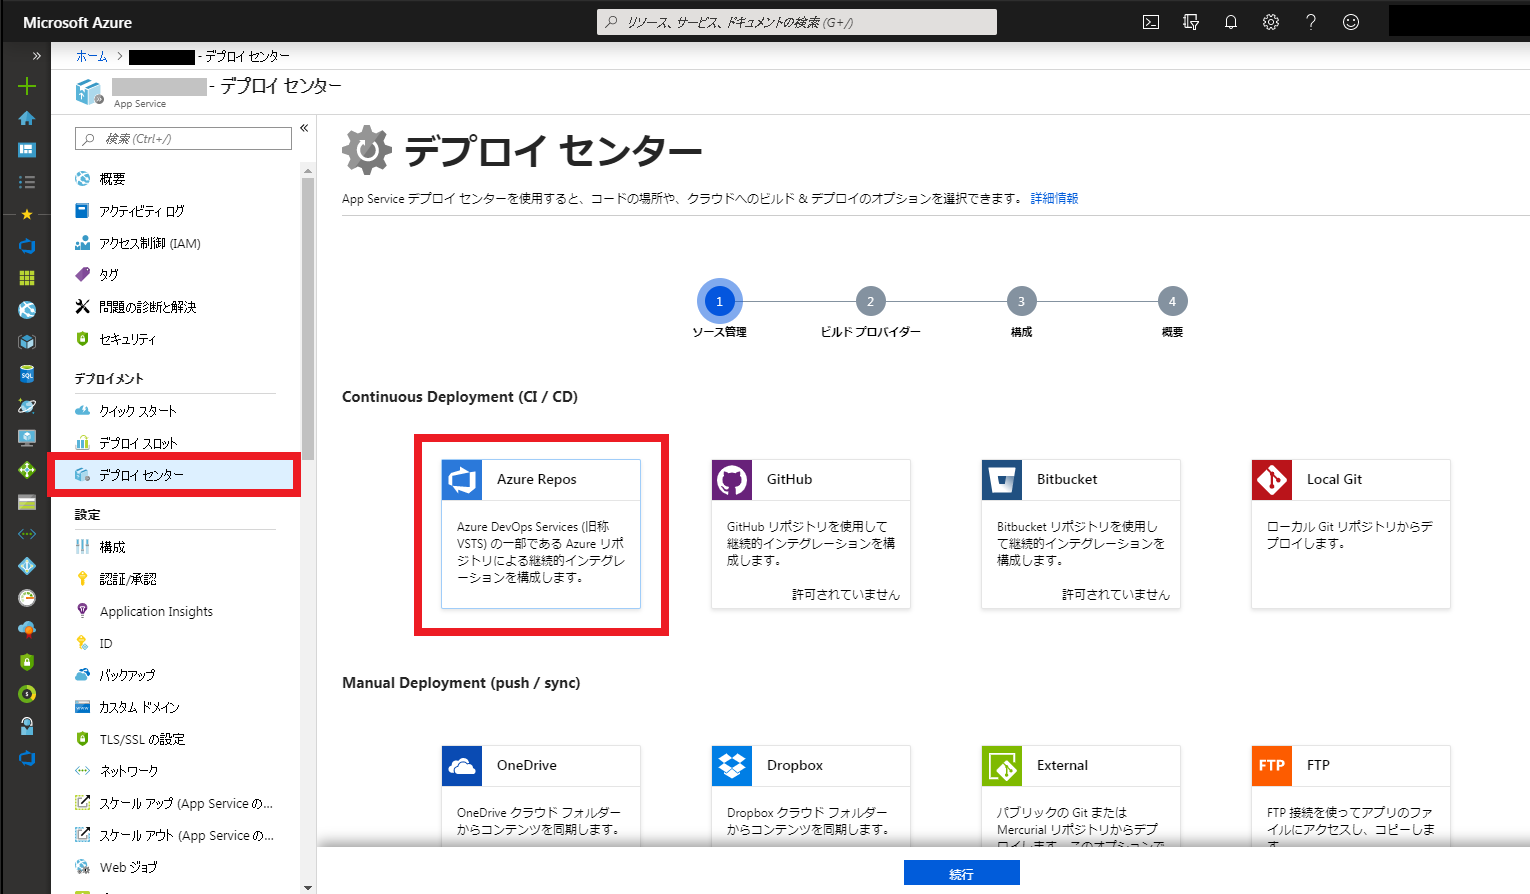 Microsoft Azure
リソース、サービス、ドキュメントの検索 (G+/)
ホーム > - デプロイ センター
- デプロイ センター
App Service
検索 (Ctrl+/)
概要
アクティビティ ログ
アクセス制御 (IAM)
タグ
問題の診断と解決
セキュリティ
デプロイメント
クイック スタート
デプロイ スロット
デプロイ センター
設定
構成
認証/承認
Application Insights
ID
バックアップ
カスタム ドメイン
TLS/SSL の設定
ネットワーク
スケール アップ (App Service の...
スケール アウト (App Service の...
Web ジョブ
デプロイ センター
App Service デプロイ センターを使用すると、コードの場所や、クラウドへのビルド & デプロイのオプションを選択できます。 詳細情報
1
2
3
4
ソース管理
ビルド プロバイダー
構成
概要
Continuous Deployment (CI / CD)
Azure Repos
Azure DevOps Services (旧称
VSTS) の一部である Azure リポ
ジトリによる継続的インテグレ
ーションを構成します。
GitHub
GitHub リポジトリを使用して
継続的インテグレーションを構
成します。
許可されていません
Bitbucket
Bitbucket リポジトリを使用し
て継続的インテグレーションを
構成します。
許可されていません
Local Git
ローカル Git リポジトリからデ
プロイします。
Manual Deployment (push / sync)
OneDrive
OneDrive クラウド フォルダー
からコンテンツを同期します。
Dropbox
Dropbox クラウド フォルダー
からコンテンツを同期します。
External
パブリックの Git または
Mercurial リポジトリからデプ
ロイします。このオプションで
FTP
FTP
FTP 接続を使ってアプリのファ
イルにアクセスし、コピーしま
す
続行